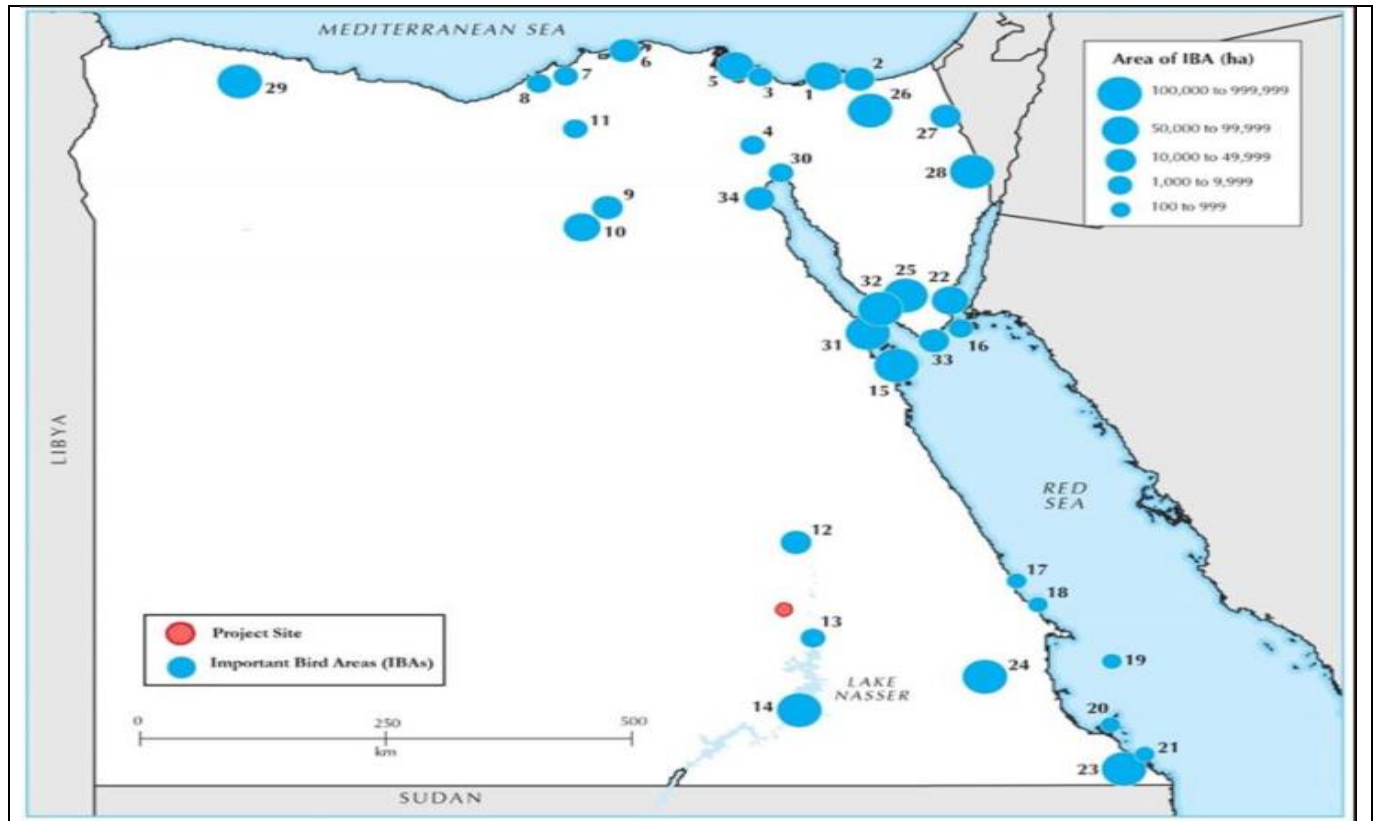 MEDITERRANEAN SEA
Area of IBA (ha)
100,000 to 999,999
50,000 to 99,999
10,000 to 49,999
1,000 to 9,999
100 to 999
29
8
7
6
5
3
1
2
26
27
11
4
30
28
34
9
10
32
25
22
31
33
16
15
LIBYA
RED
SEA
12
17
18
13
19
24
14
LAKE
NASSER
20
21
23
Project Site
Important Bird Areas (IBAs)
0
250
500
km
SUDAN